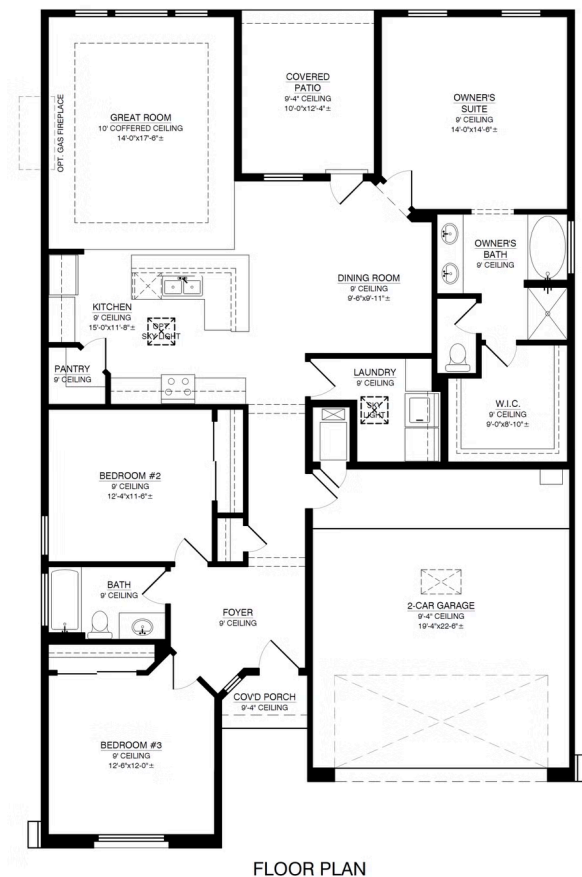 COVERED
PATIO
9'-4" CEILING
10'-0"x12'-4"±
OWNER'S
SUITE
9' CEILING
14'-0"x14'-6"±
GREAT ROOM
10' COFFERED CEILING
14'-0"x17'-6"±
OPT. GAS FIREPLACE
OWNER'S
BATH
9' CEILING
DINING ROOM
9' CEILING
9'-6"x9'-11"±
KITCHEN
9' CEILING
15'-0"x11'-8"±
OPT.
SKYLIGHT
PANTRY
9' CEILING
LAUNDRY
9' CEILING
SKY
LIGHT
W.I.C.
9' CEILING
9'-0"x8'-10"±
BEDROOM #2
9' CEILING
12'-4"x11'-6"±
BATH
9' CEILING
FOYER
9' CEILING
2-CAR GARAGE
9'-4" CEILING
19'-4"x22'-6"±
COV'D PORCH
9'-4" CEILING
BEDROOM #3
9' CEILING
12'-6"x12'-0"±
FLOOR PLAN